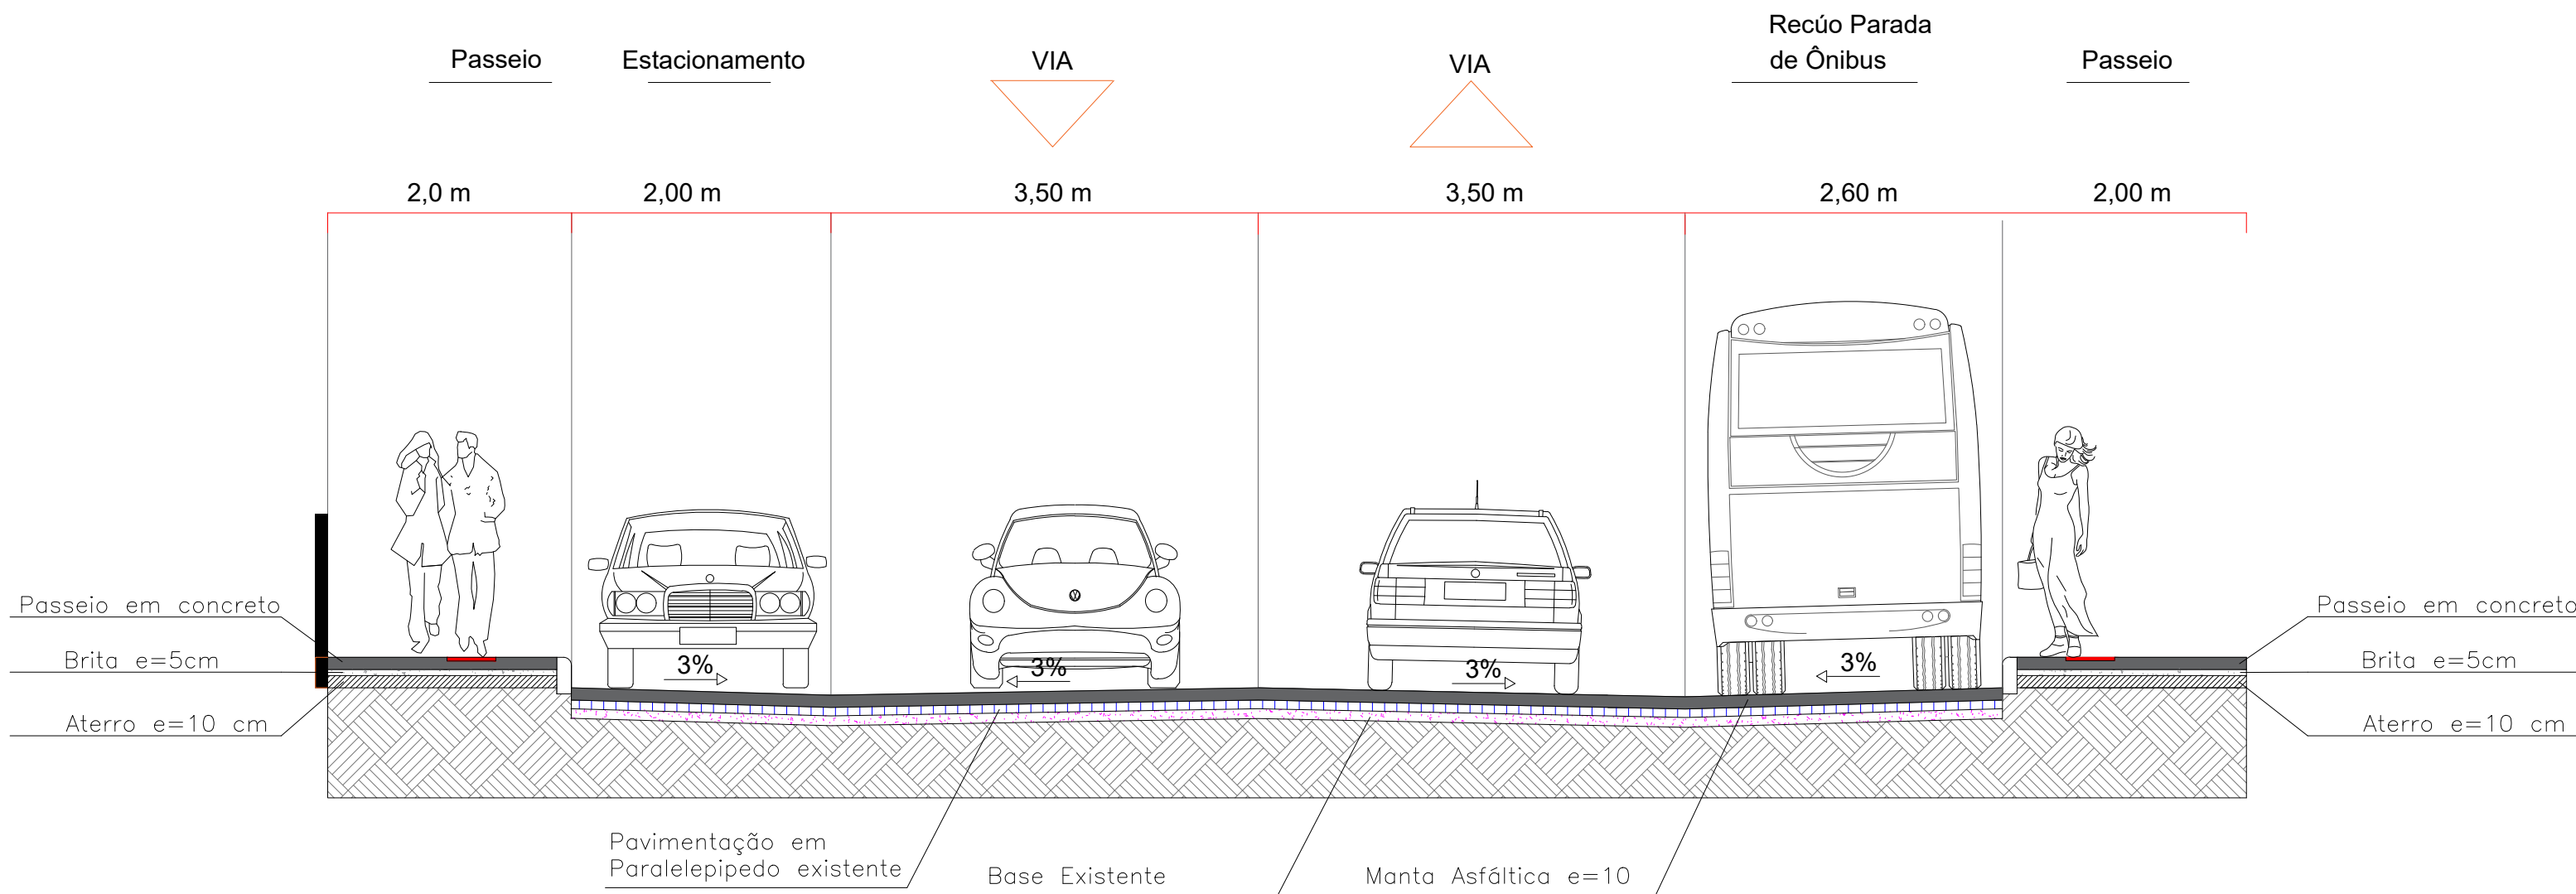 Recúo Parada
de Ônibus
Passeio
Estacionamento
VIA
VIA
Passeio
2,0 m
2,00 m
3,50 m
3,50 m
2,60 m
2,00 m
Passeio em concreto
Brita e=5cm
Aterro e=10 cm
3%
3%
3%
3%
Passeio em concreto
Brita e=5cm
Aterro e=10 cm
Pavimentação em
Paralelepipedo existente
Base Existente
Manta Asfáltica e=10